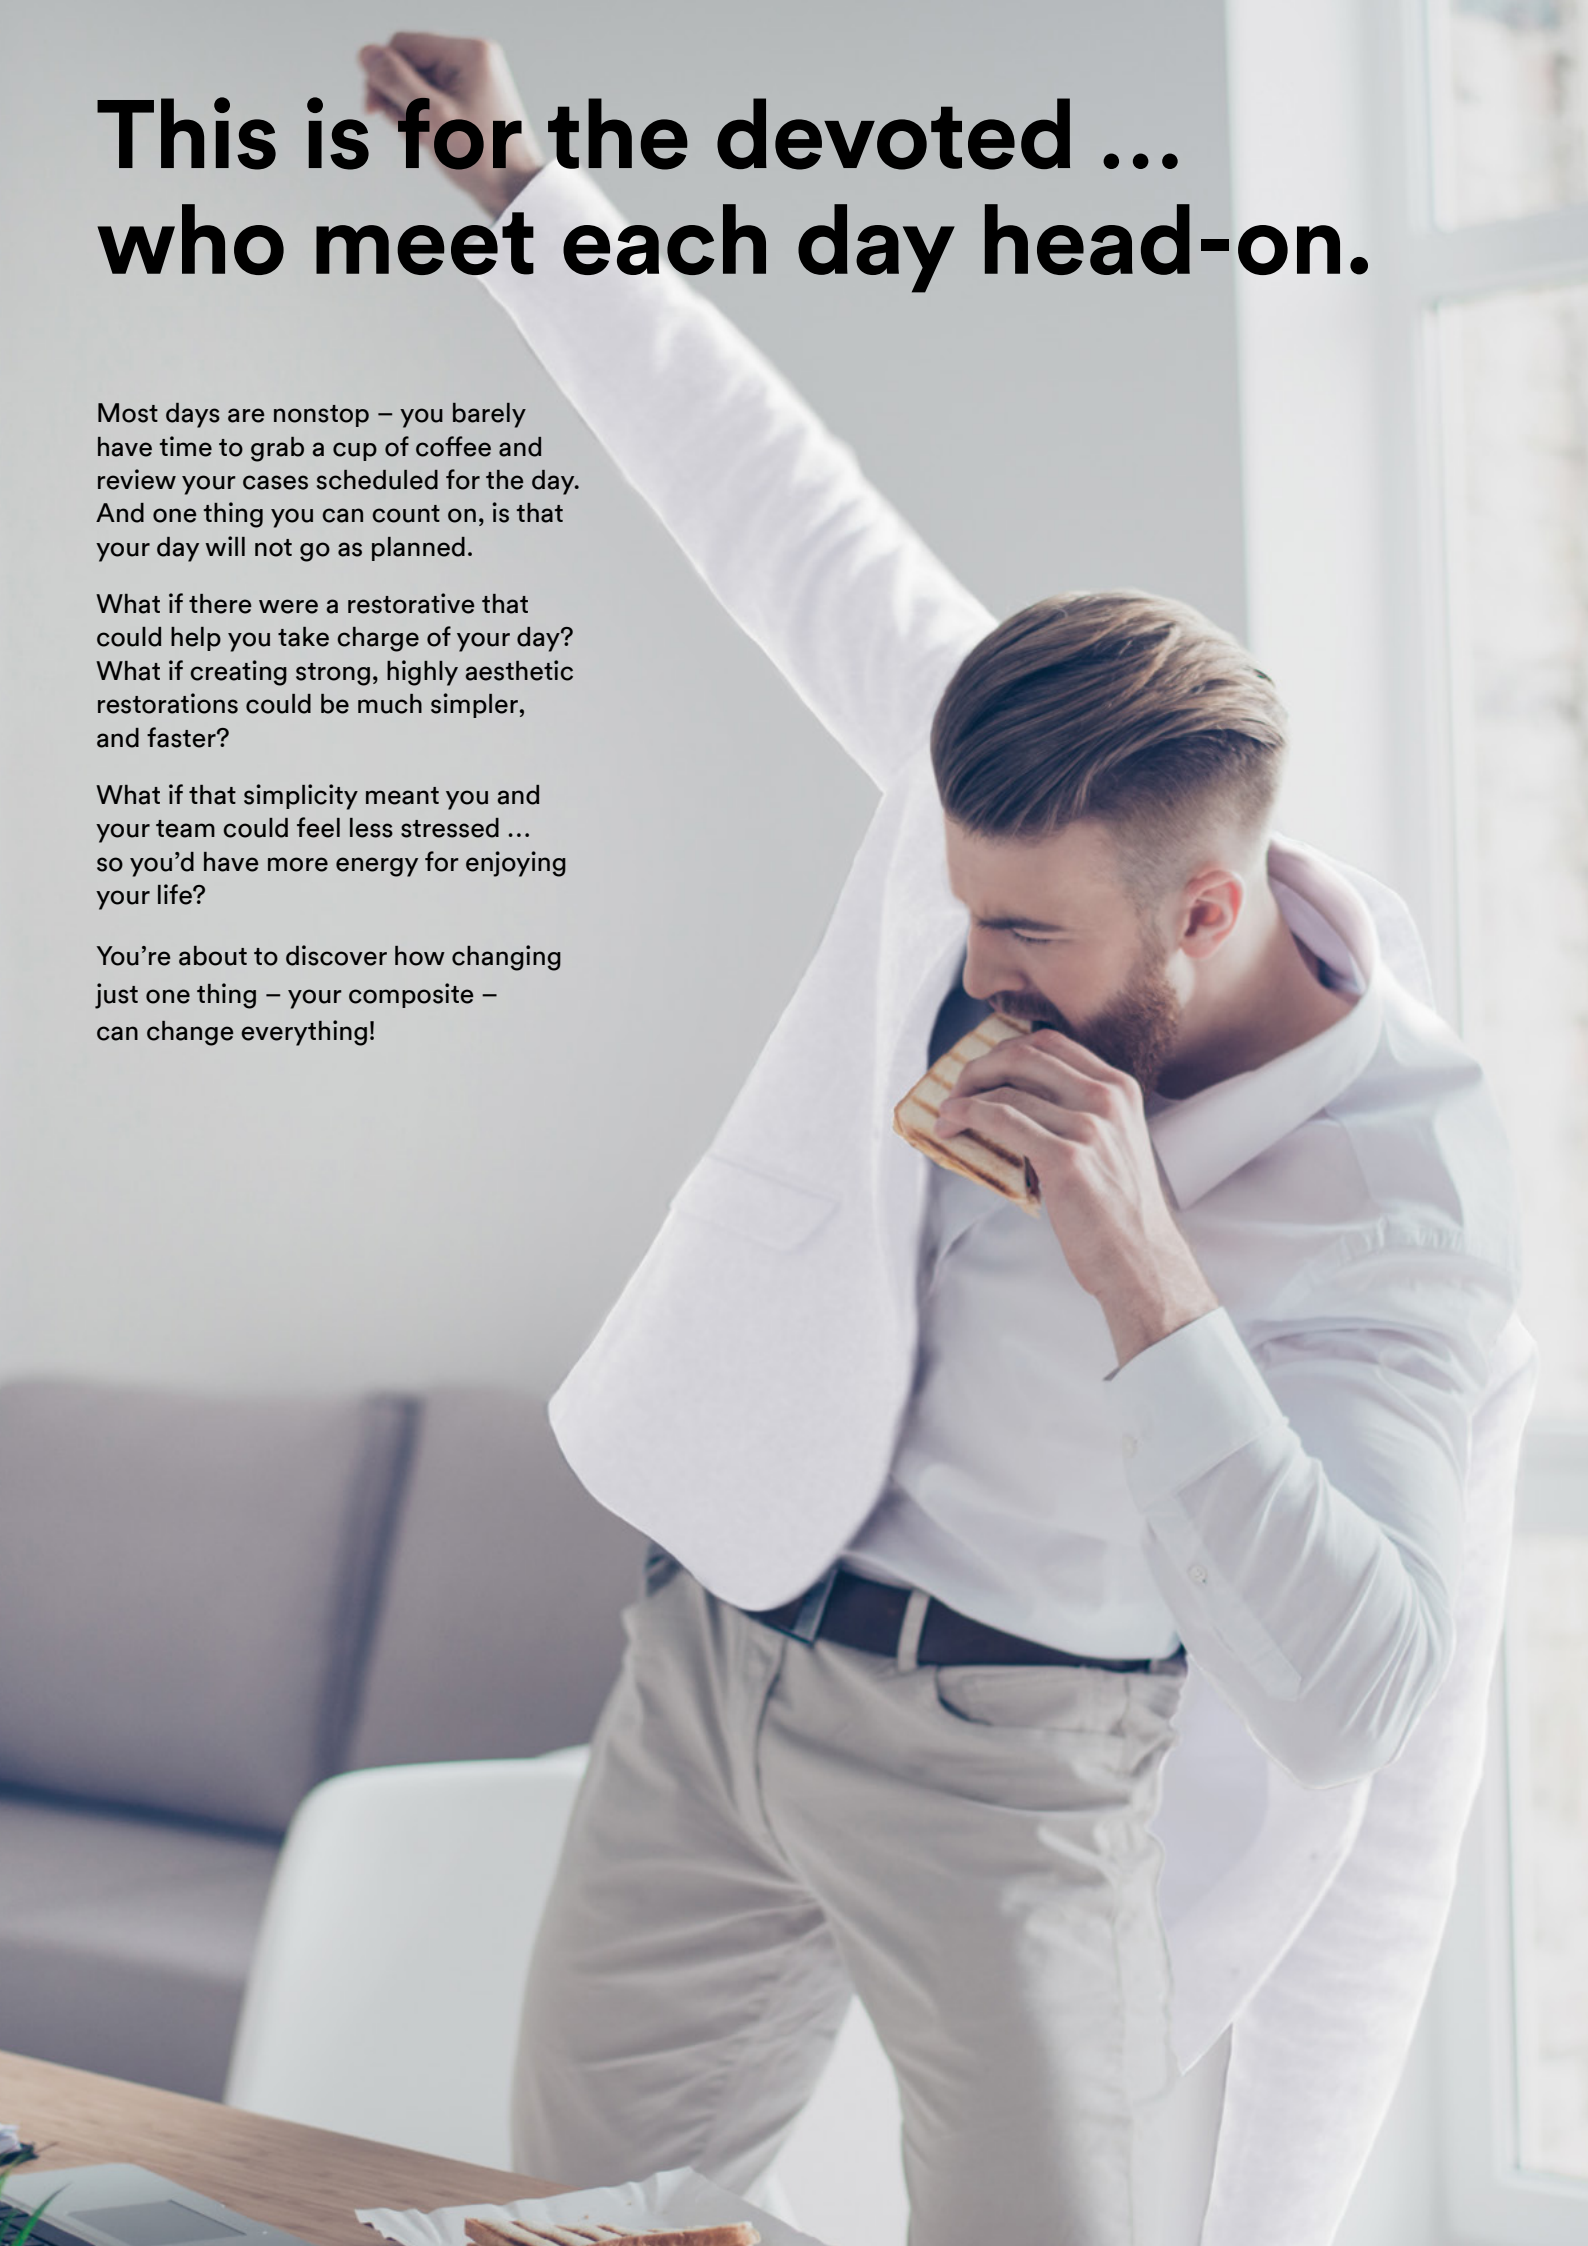 This is for the devoted …
who meet each day head-on.
Most days are nonstop – you barely
have time to grab a cup of coffee and
review your cases scheduled for the day.
And one thing you can count on, is that
your day will not go as planned.
What if there were a restorative that
could help you take charge of your day?
What if creating strong, highly aesthetic
restorations could be much simpler,
and faster?
What if that simplicity meant you and
your team could feel less stressed …
so you’d have more energy for enjoying
your life?
You’re about to discover how changing
just one thing – your composite –
can change everything!